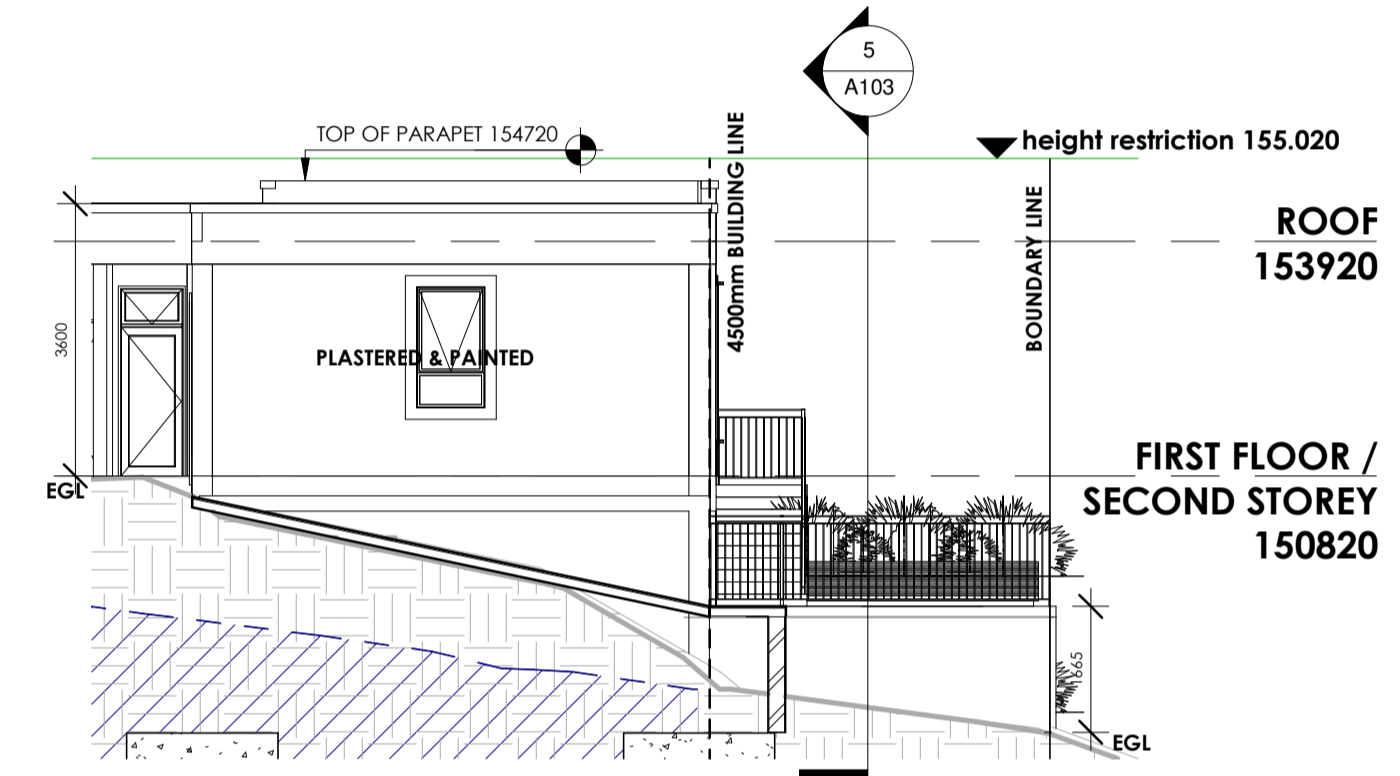 5
A103
TOP OF PARAPET 154720
height restriction 155.020
4500mm BUILDING LINE
BOUNDARY LINE
ROOF
153920
3600
PLASTERED & PAINTED
FIRST FLOOR /
SECOND STOREY
150820
EGL
1665
EGL